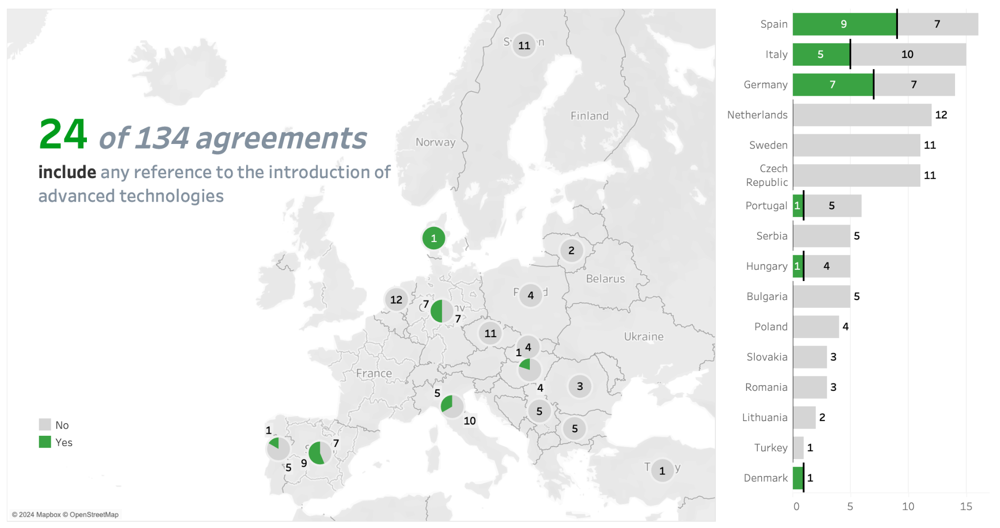 24 of 134 agreements
include any reference to the introduction of
advanced technologies
No
Yes
Norway
Finland
Belarus
Ukraine
France
11
1
2
12
4
7
7
11
4
1
4
3
5
10
5
5
1
5
7
9
1
© 2024 Mapbox © OpenStreetMap
Spain 9 7
Italy 5 10
Germany 7 7
Netherlands 12
Sweden 11
Czech
Republic 11
Portugal 1 5
Serbia 5
Hungary 1 4
Bulgaria 5
Poland 4
Slovakia 3
Romania 3
Lithuania 2
Turkey 1
Denmark 1
0 5 10 15